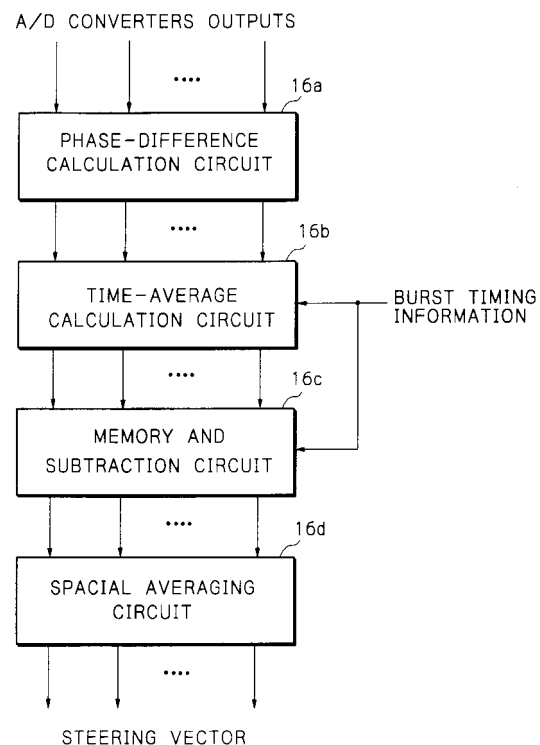 A/D CONVERTERS OUTPUTS
16a
PHASE-DIFFERENCE
CALCULATION CIRCUIT
16b
TIME-AVERAGE
CALCULATION CIRCUIT
BURST TIMING
INFORMATION
16c
MEMORY AND
SUBTRACTION CIRCUIT
16d
SPACIAL AVERAGING
CIRCUIT
STEERING VECTOR